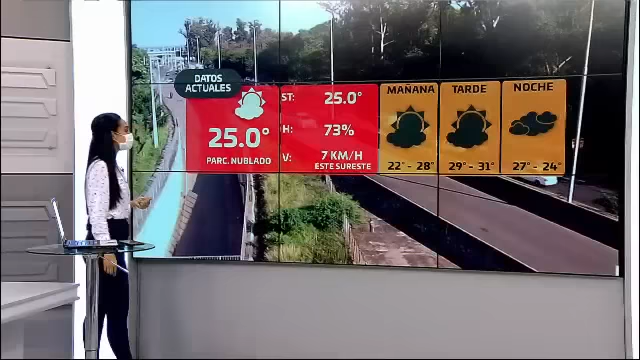 DATOS
ACTUALES
25.0°
PARC. NUBLADO
ST: 25.0°
H: 73%
V: 7 KM/H
ESTE SURESTE
MAÑANA
22° - 28°
TARDE
29° - 31°
NOCHE
27° - 24°